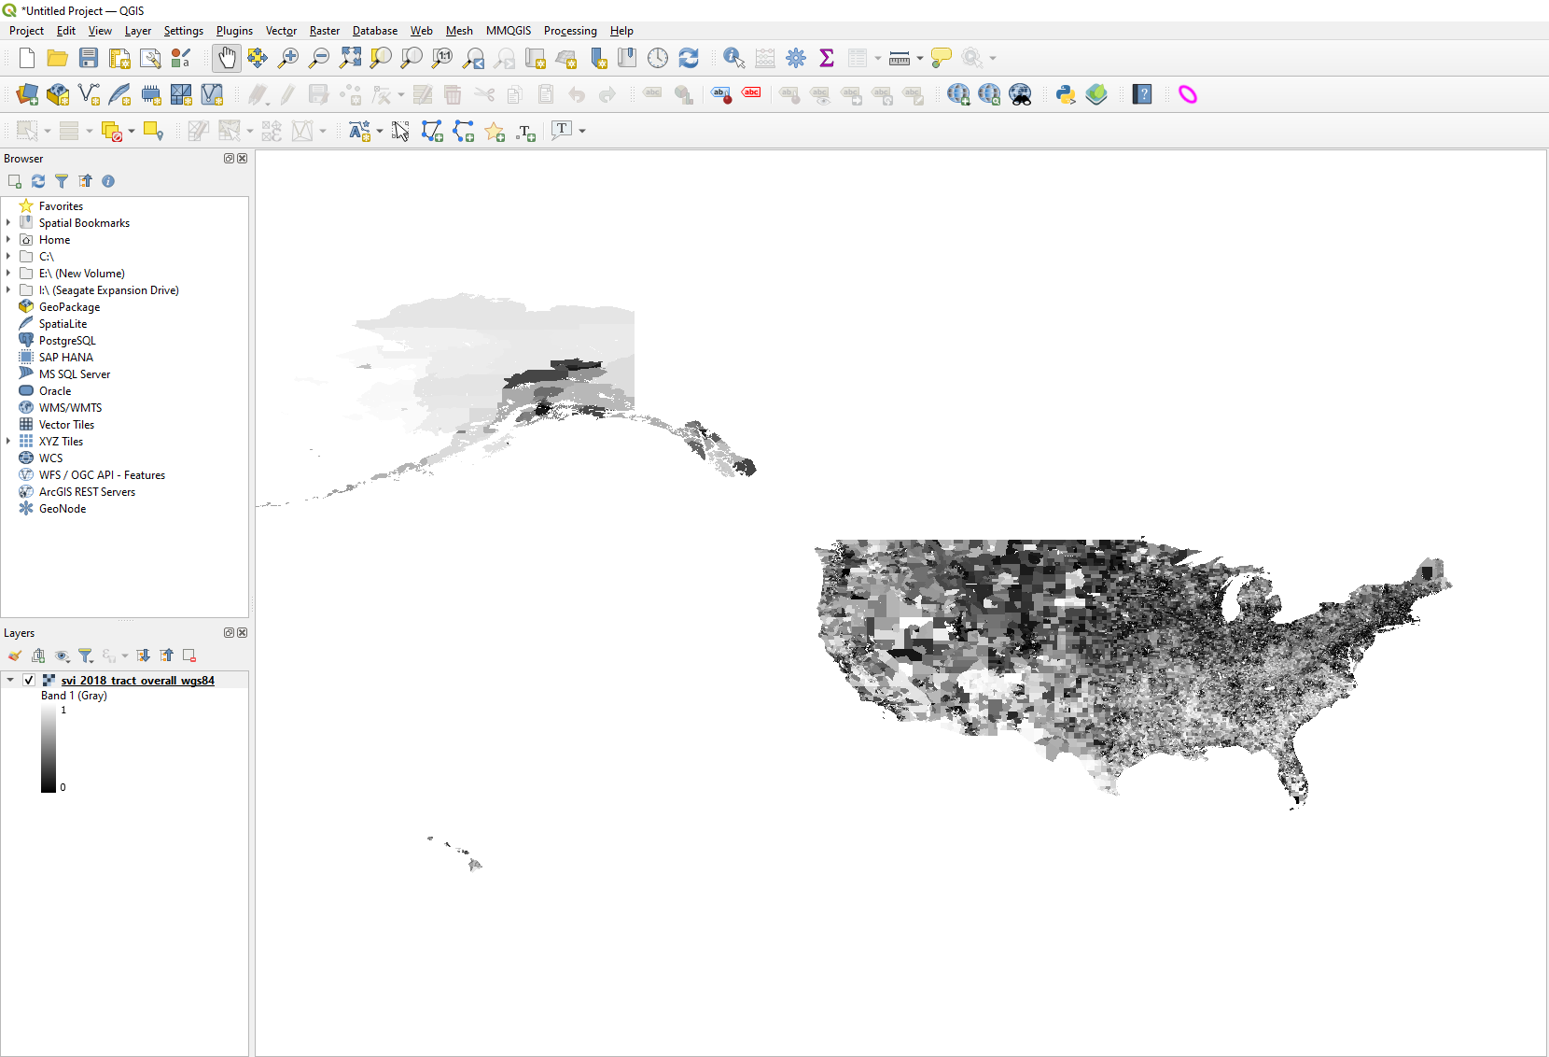 *Untitled Project — QGIS
Project Edit View Layer Settings Plugins Vector Raster Database Web Mesh MMQGIS Processing Help
Browser
Favorites
Spatial Bookmarks
Home
C:\
E:\ (New Volume)
I:\ (Seagate Expansion Drive)
GeoPackage
SpatiaLite
PostgreSQL
SAP HANA
MS SQL Server
Oracle
WMS/WMTS
Vector Tiles
XYZ Tiles
WCS
WFS / OGC API - Features
ArcGIS REST Servers
GeoNode
Layers
svi_2018_tract_overall_wgs84
Band 1 (Gray)
1
0